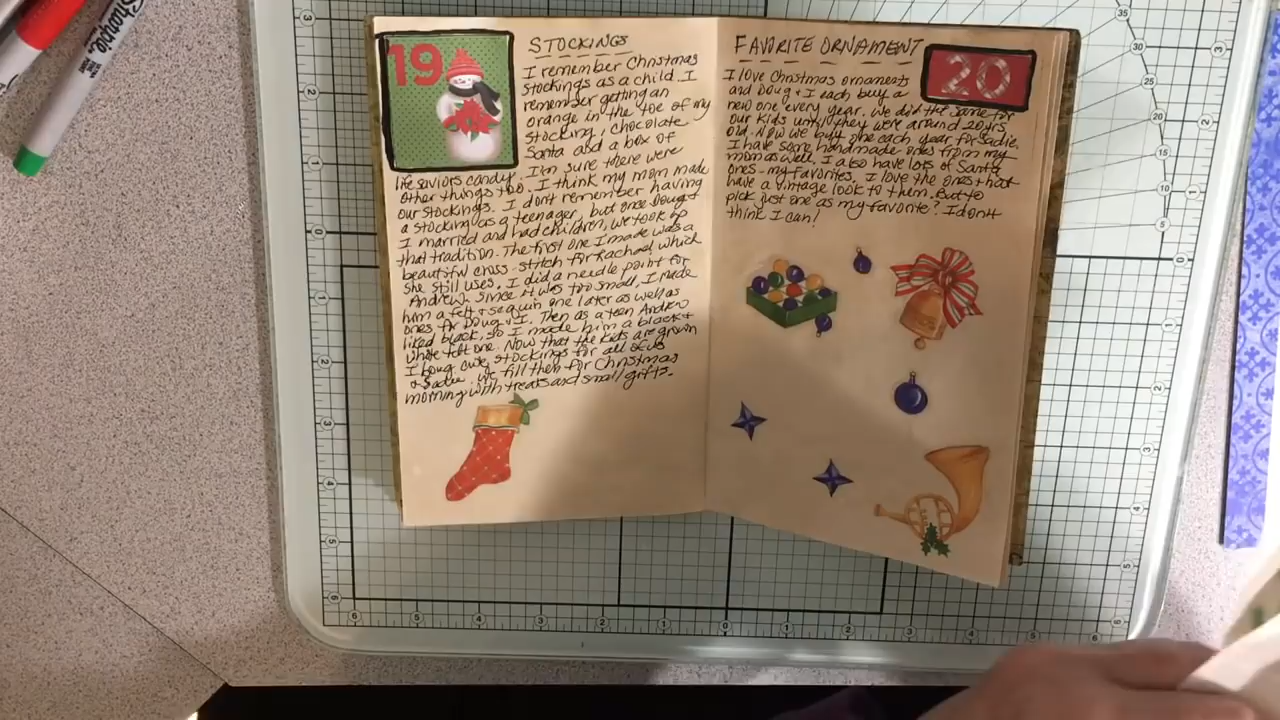 Sharpie
19
STOCKINGS
I remember Christmas
stockings as a child. I
remember getting an
orange in the toe of my
stocking, chocolate
Santa and a box of
life saviors candy. I'm sure there were
other things too. I think my mom made
our stockings. I don't remember having
a stocking as a teenager, but once Doug &
I married and had children, we took up
that tradition. The first one I made was a
beautiful cross-stitch for Rachael, which
she still uses. I did a needle point for
Andrew. Since it was too small, I made
him a felt & sequin one later as well as
ones for Doug & I. Then as a teen Andrew
liked black, so I made him a black &
white felt one. Now that the kids are grown
I cute stockings for all of us
& Sadie. We fill them for Christmas
morning with treats and small gifts.
FAVORITE ORNAMENT
20
I love Christmas ornaments
and Doug & I each buy a
new one every year. We did the same for
our kids until they were around 20 yrs
old. Now we buy one each year for Sadie.
I have some handmade ones from my
mom as well. I also have lots of Santa
ones - my favorites. I love the ones that
have a vintage look to them. But to
pick just one as my favorite? I don't
think I can!